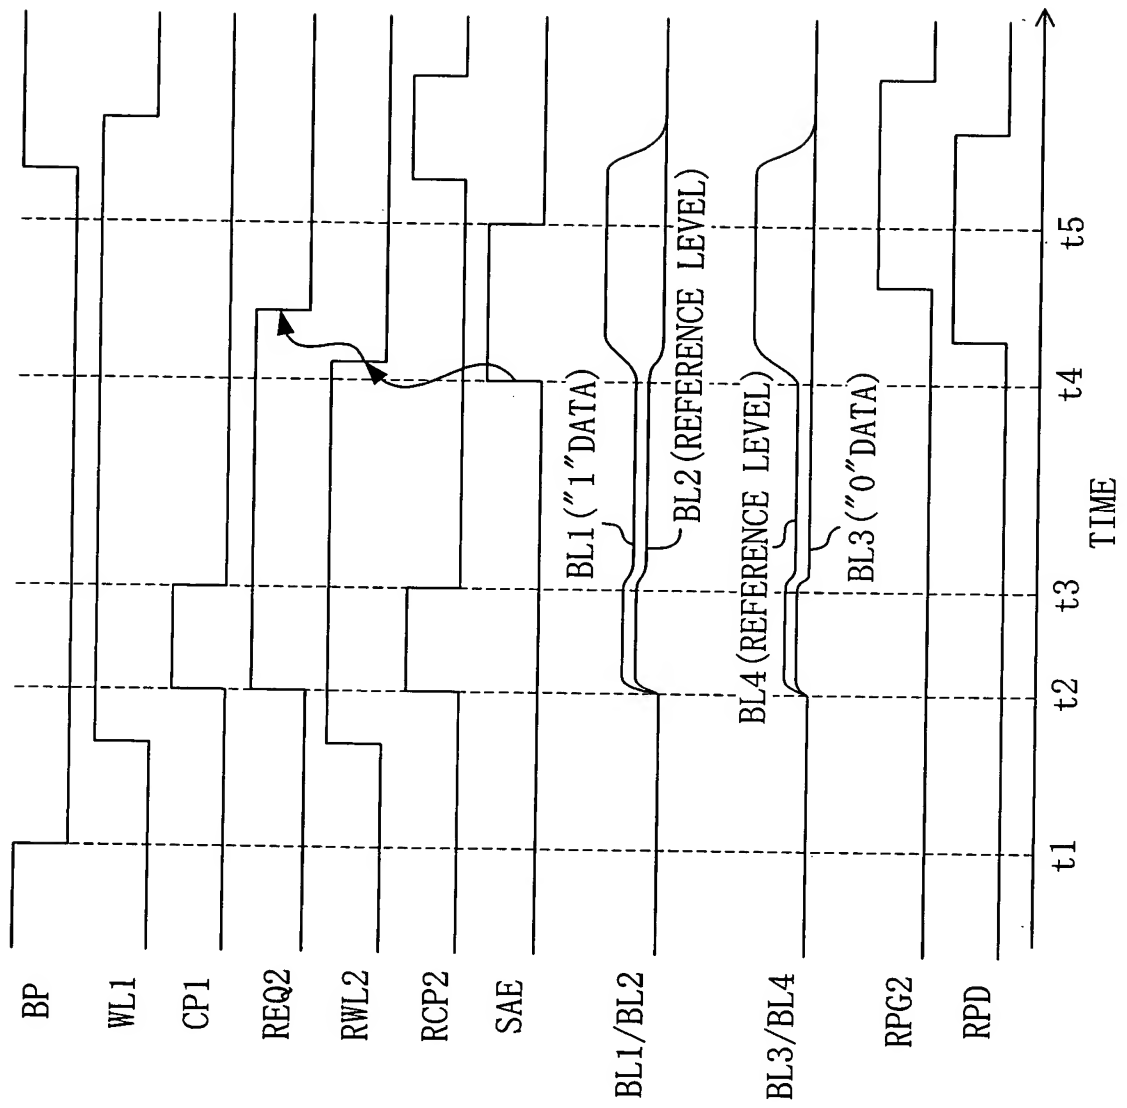 BP
WL1
CP1
REQ2
RWL2
RCP2
SAE
BL1/BL2
BL1("1"DATA)
BL2(REFERENCE LEVEL)
BL3/BL4
BL4(REFERENCE LEVEL)
BL3("0"DATA)
RPG2
RPD
t1
t2
t3
t4
t5
TIME